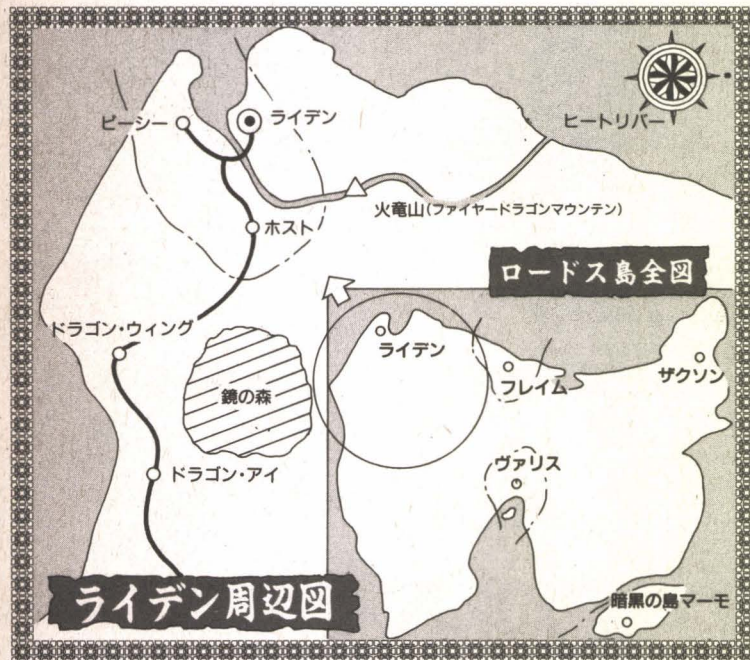 ピーシー
ライデン
ヒートリバー
火竜山(ファイヤードラゴンマウンテン)
ホスト
ロードス島全図
ドラゴン・ウィング
鏡の森
ドラゴン・アイ
ライデン
フレイム
ザクソン
ヴァリス
暗黒の島マーモ
ライデン周辺図